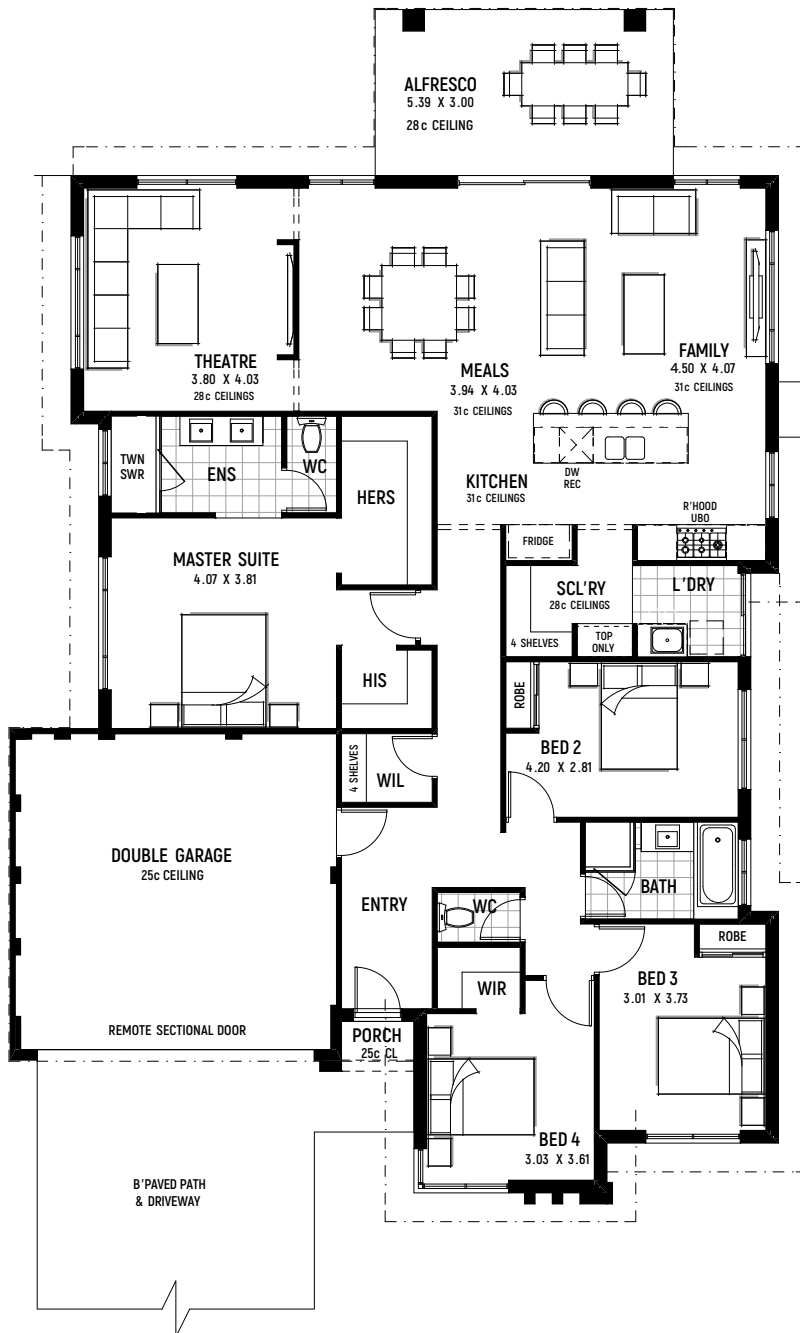 ALFRESCO
5.39 X 3.00
28c CEILING
THEATRE
3.80 X 4.03
28c CEILINGS
MEALS
3.94 X 4.03
31c CEILINGS
FAMILY
4.50 X 4.07
31c CEILINGS
TWN
SWR
ENS
WC
HERS
KITCHEN
31c CEILINGS
DW
REC
R'HOOD
UBO
FRIDGE
MASTER SUITE
4.07 X 3.81
SCL'RY
28c CEILINGS
L'DRY
4 SHELVES
TOP
ONLY
HIS
ROBE
BED 2
4.20 X 2.81
4 SHELVES
WIL
DOUBLE GARAGE
25c CEILING
ENTRY
WC
BATH
ROBE
WIR
BED 3
3.01 X 3.73
REMOTE SECTIONAL DOOR
PORCH
25c CL
BED 4
3.03 X 3.61
B'PAVED PATH
& DRIVEWAY